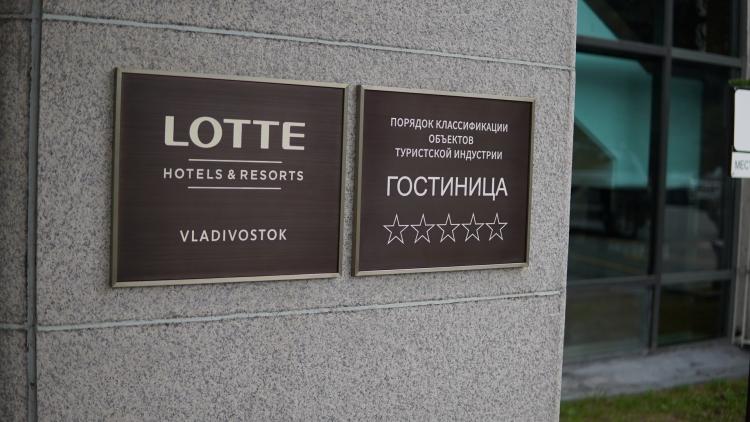 LOTTE
HOTELS & RESORTS
VLADIVOSTOK
ПОРЯДОК КЛАССИФИКАЦИИ
ОБЪЕКТОВ
ТУРИСТСКОЙ ИНДУСТРИИ
ГОСТИНИЦА